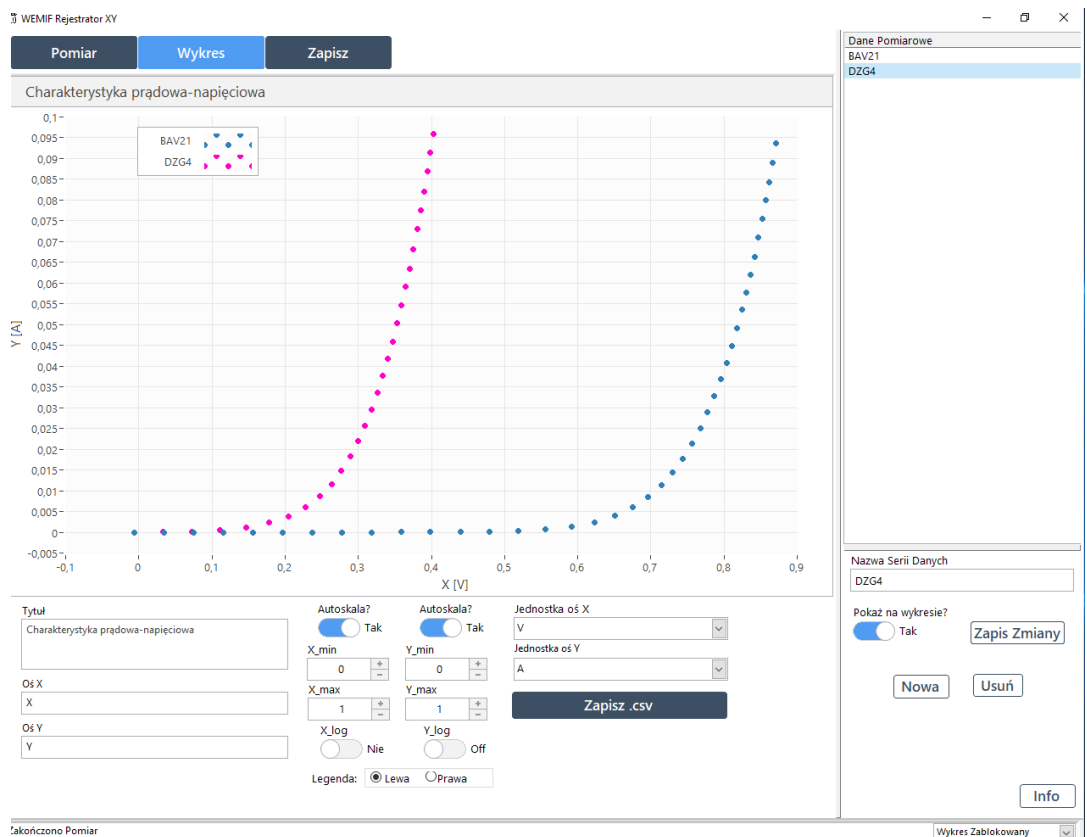 WEMIF Rejestrator XY
Pomiar Wykres Zapisz
Dane Pomiarowe
BAV21
DZG4
Charakterystyka prądowa-napięciowa
BAV21
DZG4
0,1
0,095
0,09
0,085
0,08
0,075
0,07
0,065
0,06
0,055
0,05
0,045
0,04
0,035
0,03
0,025
0,02
0,015
0,01
0,005
0
-0,005
Y [A]
-0,1 0 0,1 0,2 0,3 0,4 0,5 0,6 0,7 0,8 0,9
X [V]
Tytuł
Charakterystyka prądowa-napięciowa
Oś X
X
Oś Y
Y
Autoskala? Autoskala?
Tak Tak
X_min Y_min
0 0
X_max Y_max
1 1
X_log Y_log
Nie Off
Legenda: Lewa Prawa
Jednostka oś X
V
Jednostka oś Y
A
Zapisz .csv
Nazwa Serii Danych
DZG4
Pokaż na wykresie?
Tak
Zapis Zmiany
Nowa Usuń
Info
Zakończono Pomiar
Wykres Zablokowany